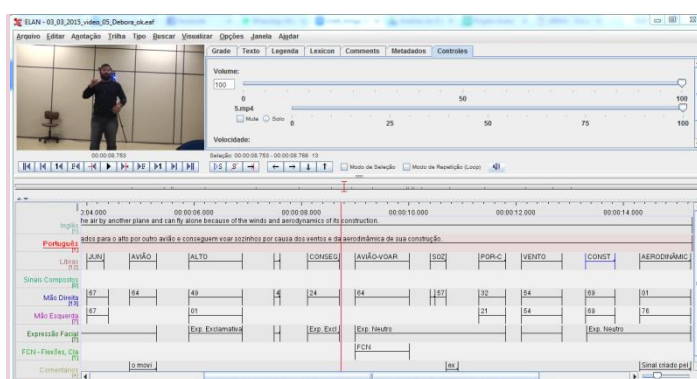 ELAN - 03_03_2015_video_05_Debora_ok.eaf
Arquivo Editar Anotação Trilha Tipo Buscar Visualizar Opções Janela Ajudar
Grade Texto Legenda Lexicon Comments Metadados Controles
Volume:
100
0 50 100
5.mp4
Mute Solo
0 25 50 75 100
Velocidade:
00:00:08.753
Seleção: 00:00:08.753 - 00:00:08.766 13
Modo de Seleção Modo de Repetição (Loop)
3:04.000 00:00:06.000 00:00:08.000 00:00:10.000 00:00:12.000 00:00:14.000
Inglês he air by another plane and can fly alone because of the winds and aerodynamics of its construction.
Português ados para o alto por outro avião e conseguem voar sozinhos por causa dos ventos e da aerodinâmica de sua construção.
Libras JUN AVIÃO ALTO CONSEG AVIÃO-VOAR SOZ POR-C VENTO CONST AERODINÂMIC
Sinais Compostos
Mão Direita 67 64 49 4 24 64 57 32 54 69 01
Mão Esquerda 67 01 21 54 69 76
Expressão Facial Exp. Exclamativa Exp. Excl Exp. Neutro Exp. Neutro
FCN - Flexões, Cla FCN
Comentários o movi ex Sinal criado pel